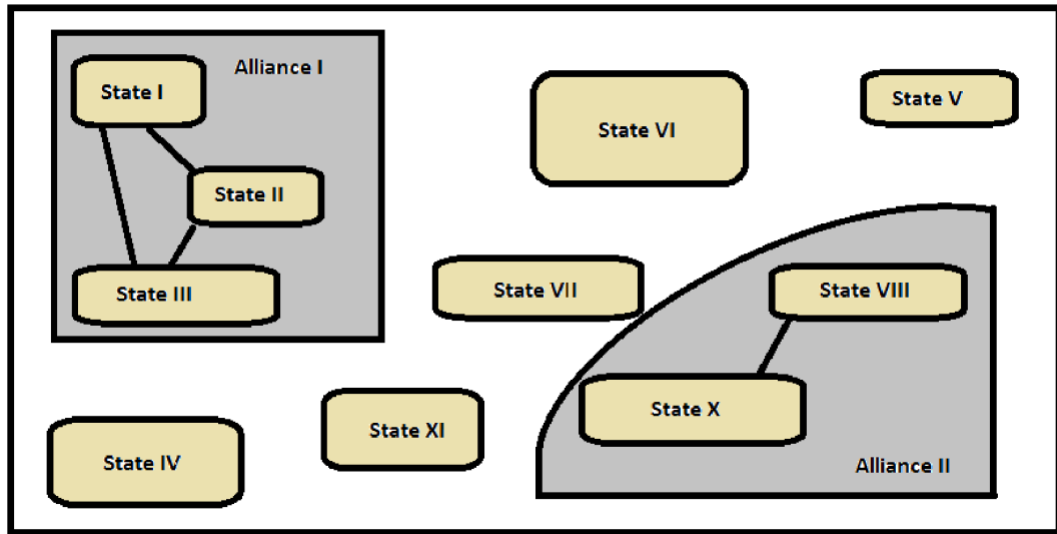 Alliance I
State I
State II
State III
State VI
State V
State VII
State VIII
State X
Alliance II
State XI
State IV